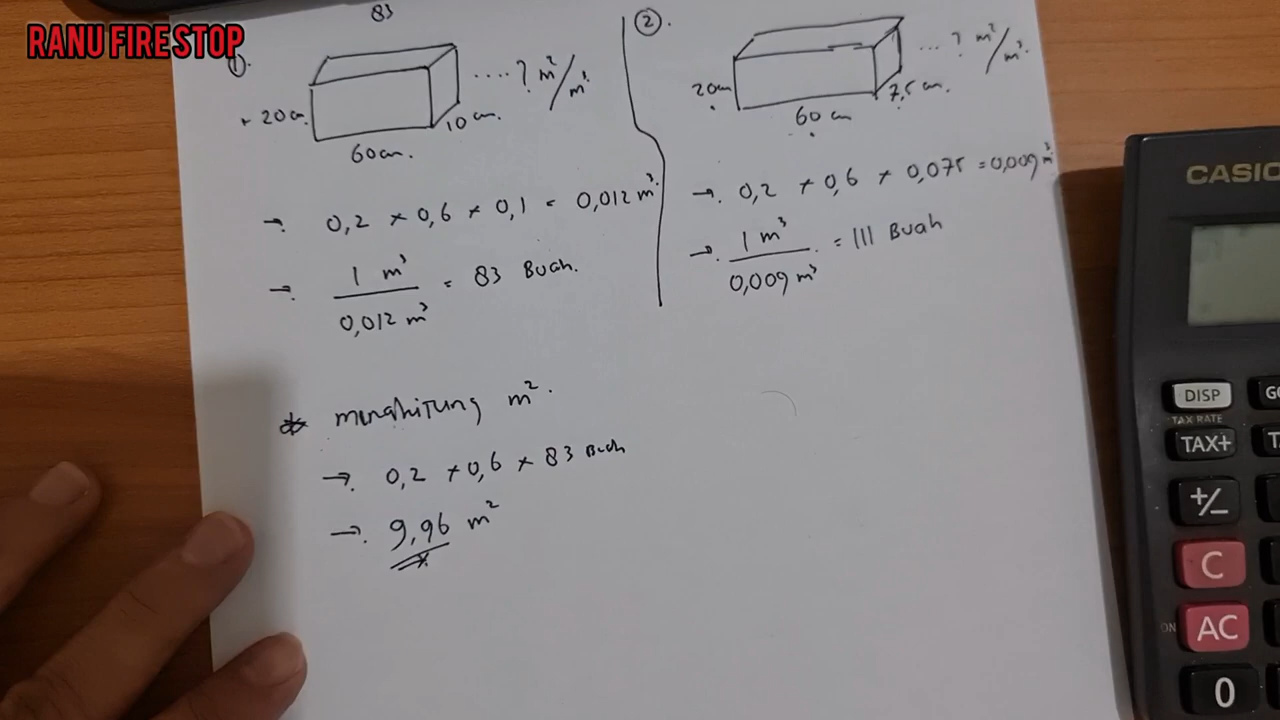 RANU FIRE STOP
83
1.
.... ? m²/m³
20 cm.
10 cm.
60 cm.
→ 0,2 × 0,6 × 0,1 = 0,012 m³
→ 1 m³ / 0,012 m³ = 83 Buah.
* menghitung m².
→ 0,2 × 0,6 × 83 Buah
→ 9,96 m²
2.
... ? m²/m³
20cm
7,5 cm.
60 cm
→ 0,2 × 0,6 × 0,075 = 0,009 m³
→ 1 m³ / 0,009 m³ = 111 Buah
CASIO
DISP
TAX RATE
TAX+
+/−
C
ON AC
0